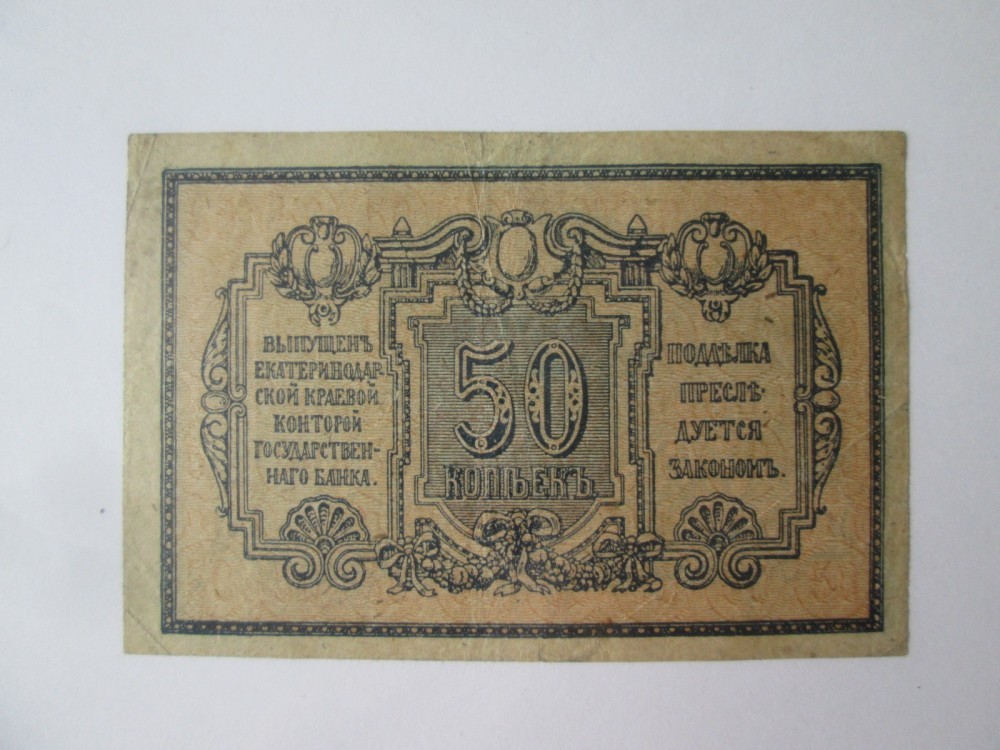 ВЫПУЩЕНЪ
ЕКАТЕРИНОДАР-
СКОЙ КРАЕВОЙ
КОНТОРОЙ
ГОСУДАРСТВЕН-
НАГО БАНКА.
50
КОПѢЕКЪ
ПОДДѢЛКА
ПРЕСЛѢ-
ДУЕТСЯ
ЗАКОНОМЪ.